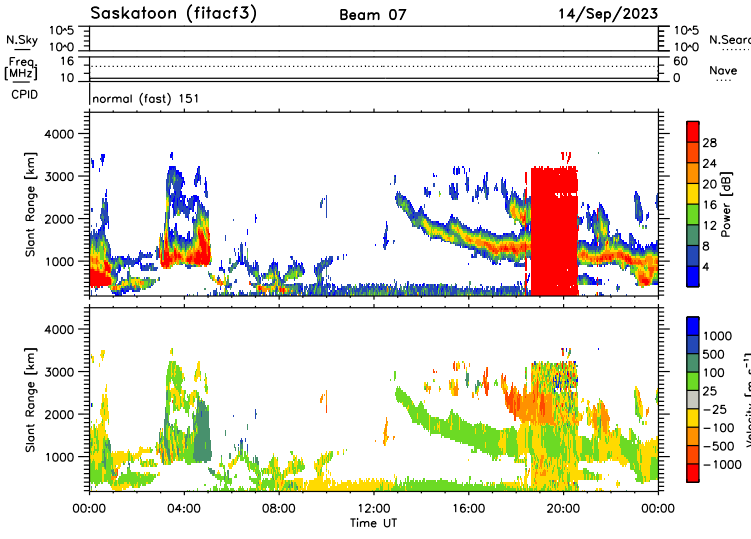 Saskatoon (fitacf3) Beam 07 14/Sep/2023
10^5 10^5
N.Sky N.Searc
10^0 10^0
Freq. 16 60
[MHz] Nave
10 0
CPID normal (fast) 151
4000
3000
2000
1000
Slant Range [km]
28
24
20
16
12
8
4
Power [dB]
4000
3000
2000
1000
Slant Range [km]
1000
500
100
25
-25
-100
-500
-1000
Velocity [m s^-1]
00:00 04:00 08:00 12:00 16:00 20:00 00:00
Time UT